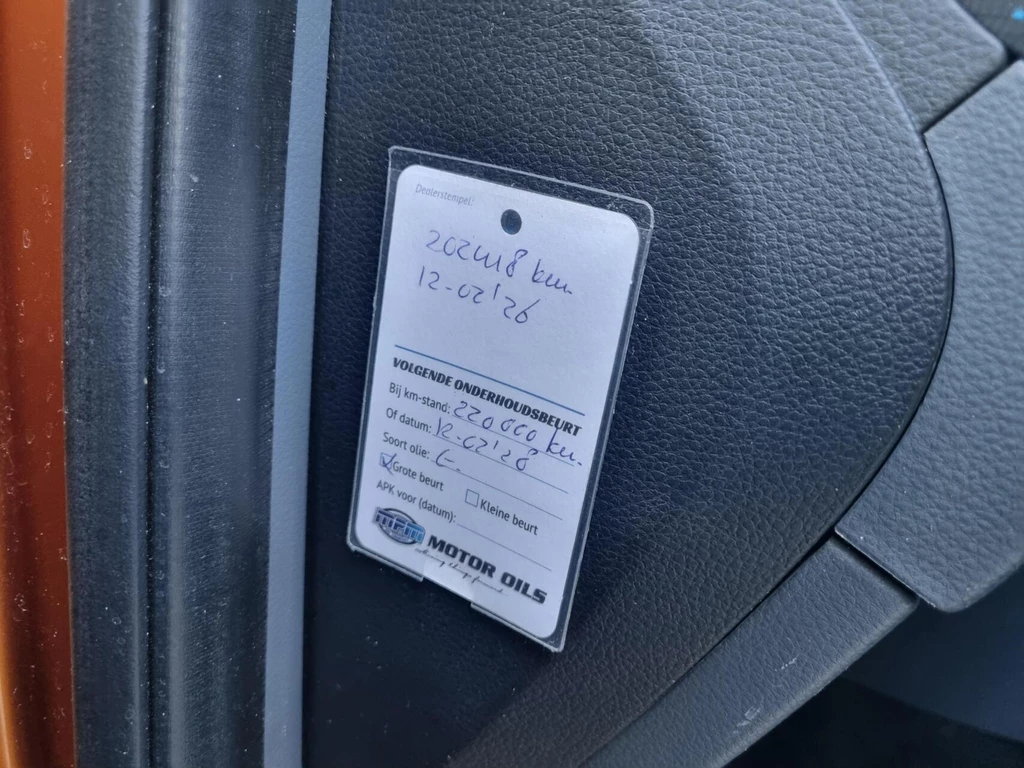 Dealerstempel:
km.
12-02'26
VOLGENDE ONDERHOUDSBEURT
Bij km-stand: 220.000 km.
Of datum: 12-02'28
Soort olie:
Grote beurt Kleine beurt
APK voor (datum):
MPM MOTOR OILS